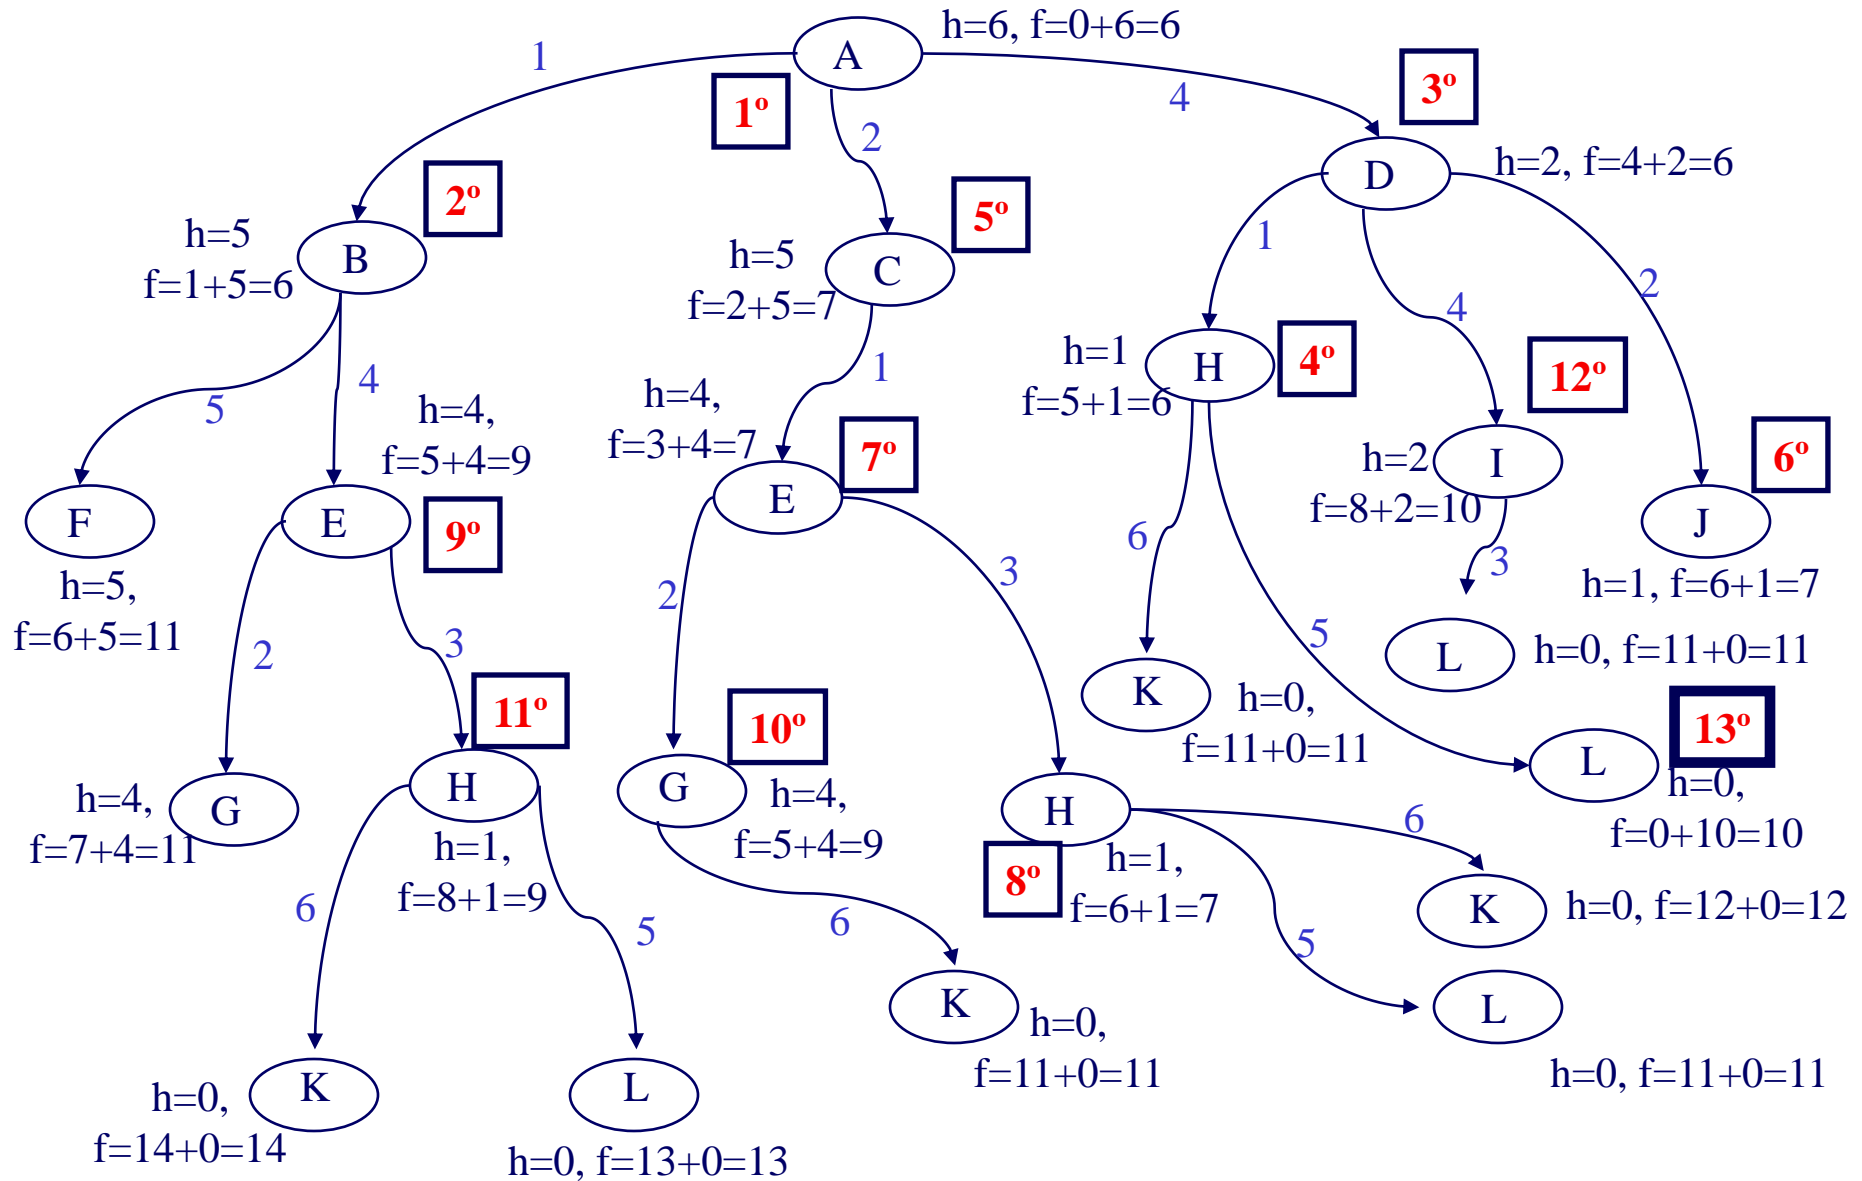 h=6, f=0+6=6
A
1
2
4
1º
3º
D
h=2, f=4+2=6
2º
5º
h=5
f=1+5=6
B
h=5
f=2+5=7
C
1
4
2
5
4
1
h=1
f=5+1=6
H
4º
12º
h=4,
f=5+4=9
h=4,
f=3+4=7
7º
E
h=2
f=8+2=10
I
6º
F
E
9º
J
h=5,
f=6+5=11
6
3
h=1, f=6+1=7
2
3
2
3
5
L
h=0, f=11+0=11
K
h=0,
f=11+0=11
11º
10º
13º
L
h=0,
f=0+10=10
h=4,
f=7+4=11
G
H
h=1,
f=8+1=9
G
h=4,
f=5+4=9
H
8º
h=1,
f=6+1=7
6
K
h=0, f=12+0=12
6
5
6
5
L
h=0, f=11+0=11
K
h=0,
f=11+0=11
K
h=0,
f=14+0=14
L
h=0, f=13+0=13